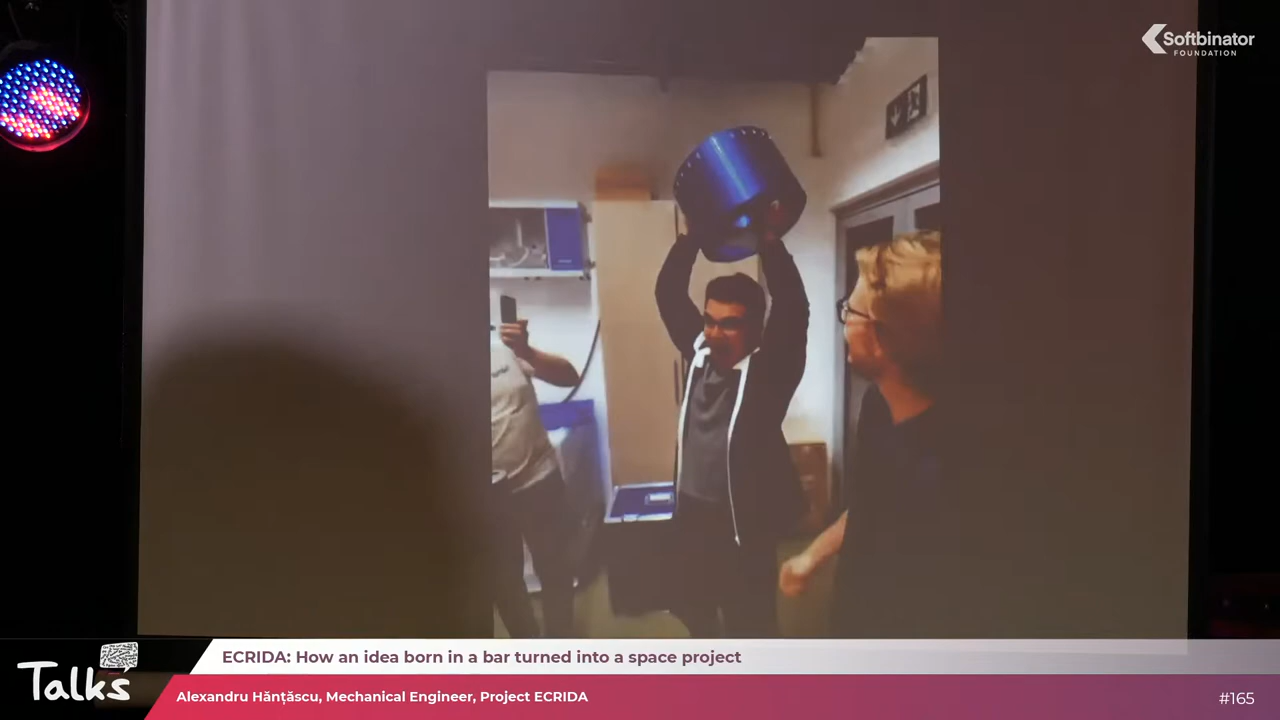 Softbinator
FOUNDATION
Talks
ECRIDA: How an idea born in a bar turned into a space project
Alexandru Hănțăscu, Mechanical Engineer, Project ECRIDA
#165